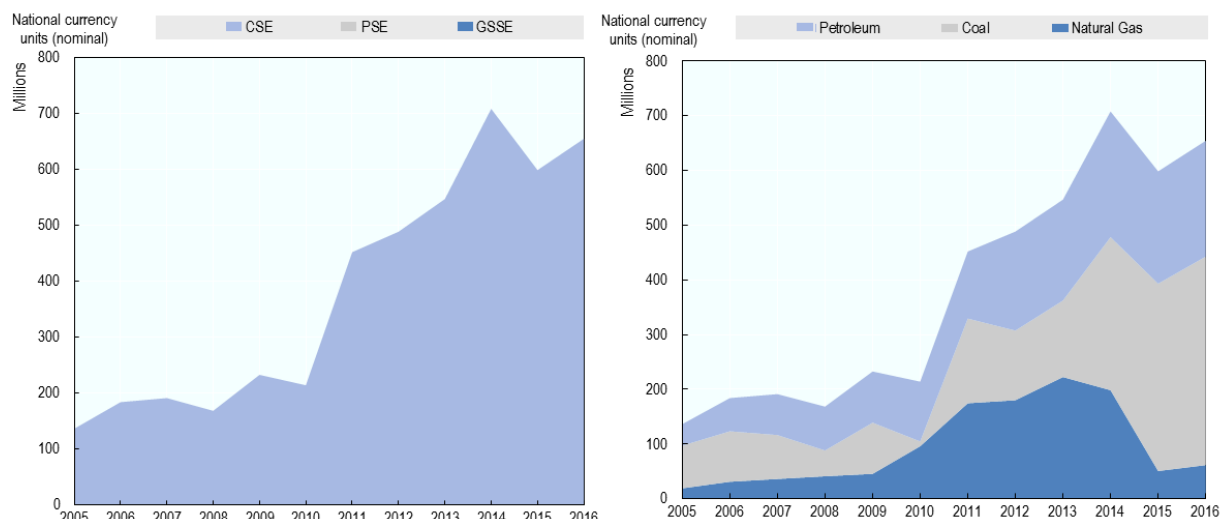 National currency
units (nominal)
CSE PSE GSSE
Millions
800
700
600
500
400
300
200
100
0
2005 2006 2007 2008 2009 2010 2011 2012 2013 2014 2015 2016
National currency
units (nominal)
Petroleum Coal Natural Gas
Millions
800
700
600
500
400
300
200
100
0
2005 2006 2007 2008 2009 2010 2011 2012 2013 2014 2015 2016